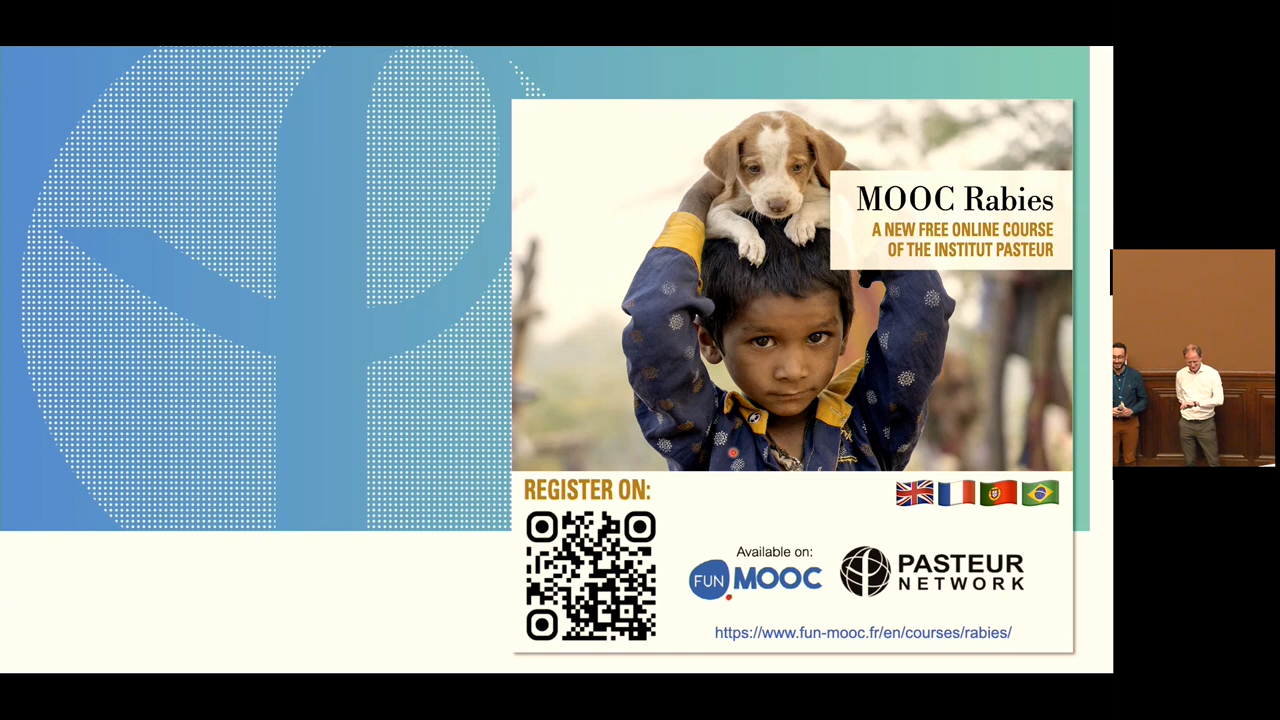 MOOC Rabies
A NEW FREE ONLINE COURSE
OF THE INSTITUT PASTEUR
REGISTER ON:
Available on:
FUN MOOC
PASTEUR
NETWORK
https://www.fun-mooc.fr/en/courses/rabies/